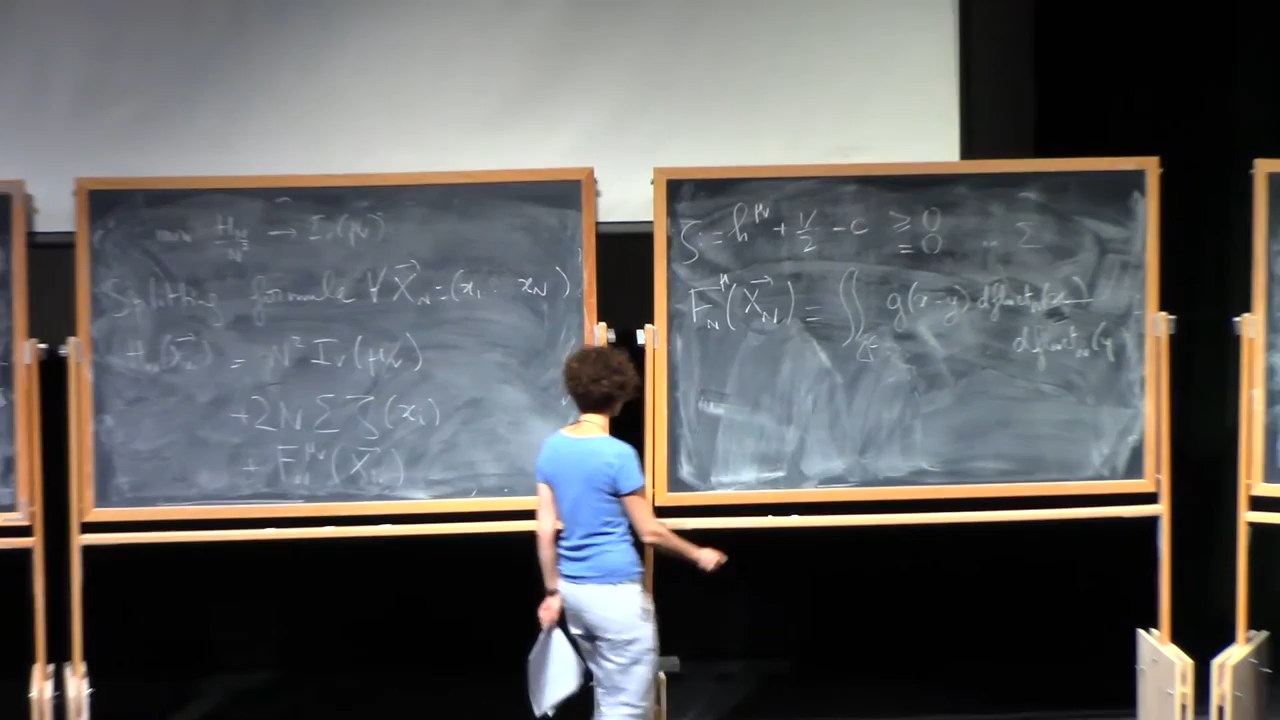 min H_N/N² → I_V(μ_V)
Splitting formula ∀ X⃗_N = (x_1 .. x_N)
H_N(X⃗_N) = N² I_V(μ_V)
+2N Σ ζ(x_i)
+ F_N^{μ_V}(X⃗_N)
ζ := h^{μ_V} + V/2 - c ≥ 0
= 0 .. Σ
F_N^μ(X⃗_N) = ∬ g(x-y) dfluct_N(x)
dfluct_N(y